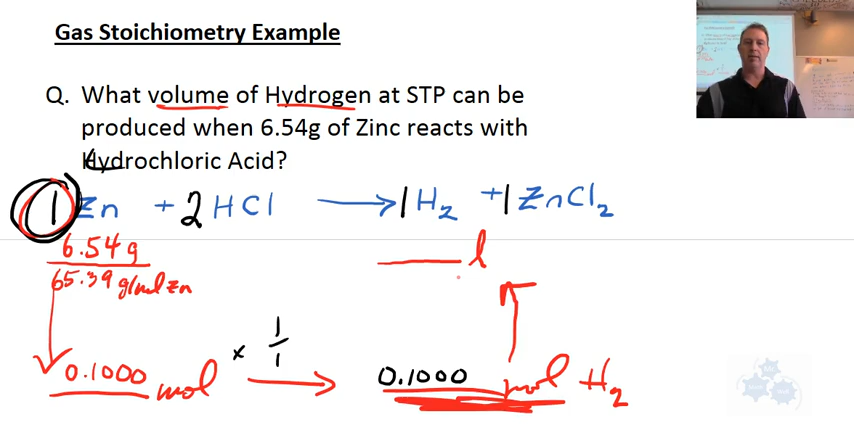 Gas Stoichiometry Example
Q. What volume of Hydrogen at STP can be
produced when 6.54g of Zinc reacts with
Hydrochloric Acid?
1 Zn + 2 HCl → 1 H₂ + 1 ZnCl₂
6.54 g
65.39 g/mol Zn
____ l
× 1/1
0.1000 mol
0.1000 mol H₂